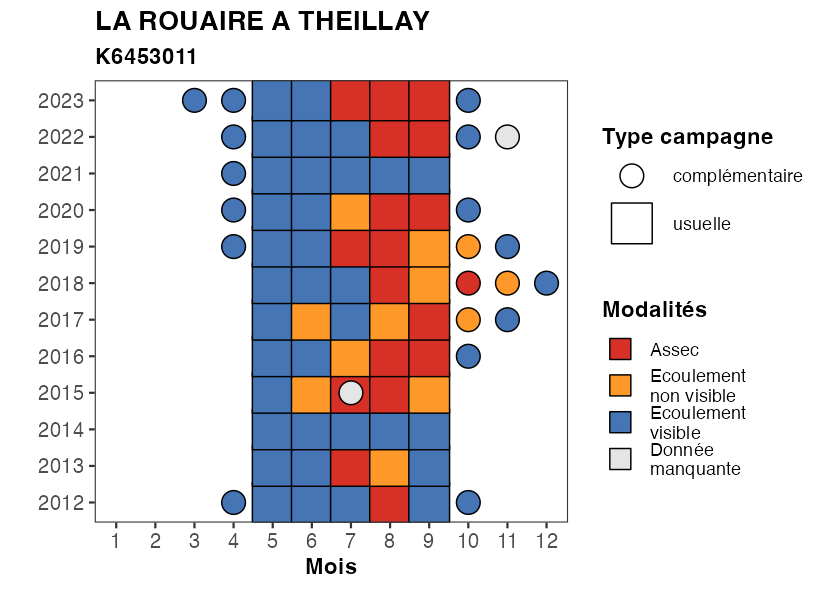 LA ROUAIRE A THEILLAY
K6453011
2023
2022
2021
2020
2019
2018
2017
2016
2015
2014
2013
2012
1 2 3 4 5 6 7 8 9 10 11 12
Mois
Type campagne
complémentaire
usuelle
Modalités
Assec
Ecoulement
non visible
Ecoulement
visible
Donnée
manquante